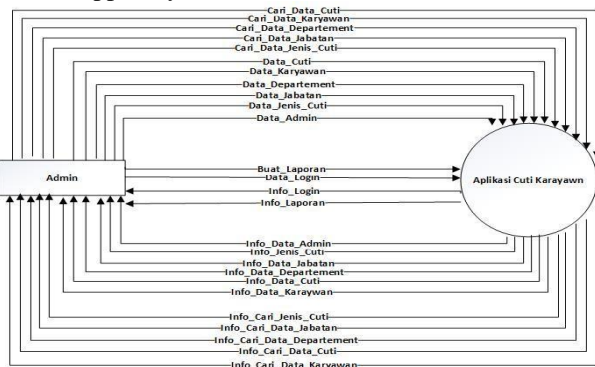 Cari_Data_Cuti
Cari_Data_Karyawan
Cari_Data_Departement
Cari_Data_Jabatan
Cari_Data_Jenis_Cuti
Data_Cuti
Data_Karyawan
Data_Departement
Data_Jabatan
Data_Jenis_Cuti
Data_Admin
Buat_Laporan
Data_Login
Info_Login
Info_Laporan
Admin
Aplikasi Cuti Karayawn
Info_Data_Admin
Info_Jenis_Cuti
Info_Data_Jabatan
Info_Data_Departement
Info_Data_Cuti
Info_Data_Karaywan
Info_Cari_Jenis_Cuti
Info_Cari_Data_Jabatan
Info_Cari_Data_Departement
Info_Cari_Data_Cuti
Info_Cari_Data_Karyawan